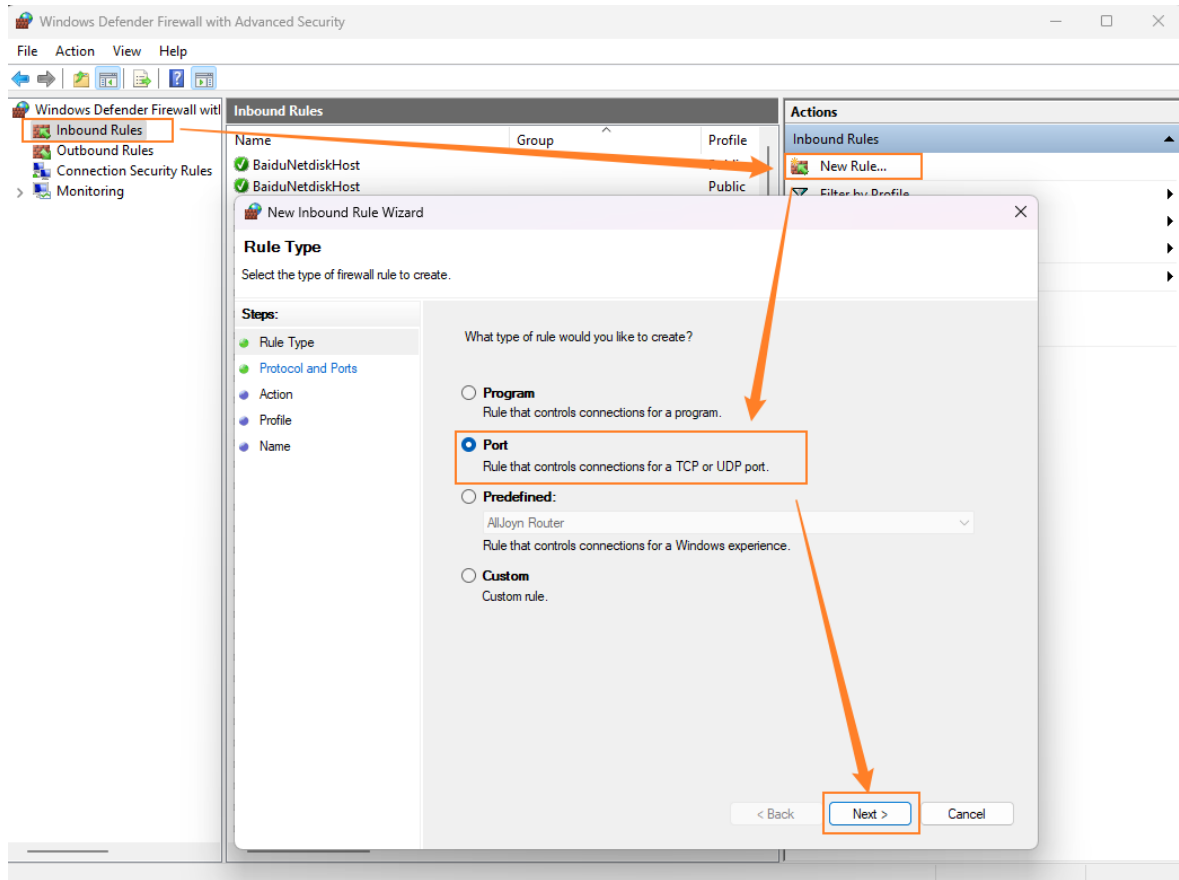 Windows Defender Firewall with Advanced Security
File Action View Help
Windows Defender Firewall witl
Inbound Rules
Outbound Rules
Connection Security Rules
Monitoring
Inbound Rules
Name Group Profile
BaiduNetdiskHost
BaiduNetdiskHost Public
Actions
Inbound Rules
New Rule...
Filter by Profile
New Inbound Rule Wizard
Rule Type
Select the type of firewall rule to create.
Steps:
Rule Type
Protocol and Ports
Action
Profile
Name
What type of rule would you like to create?
Program
Rule that controls connections for a program.
Port
Rule that controls connections for a TCP or UDP port.
Predefined:
AllJoyn Router
Rule that controls connections for a Windows experience.
Custom
Custom rule.
< Back Next > Cancel